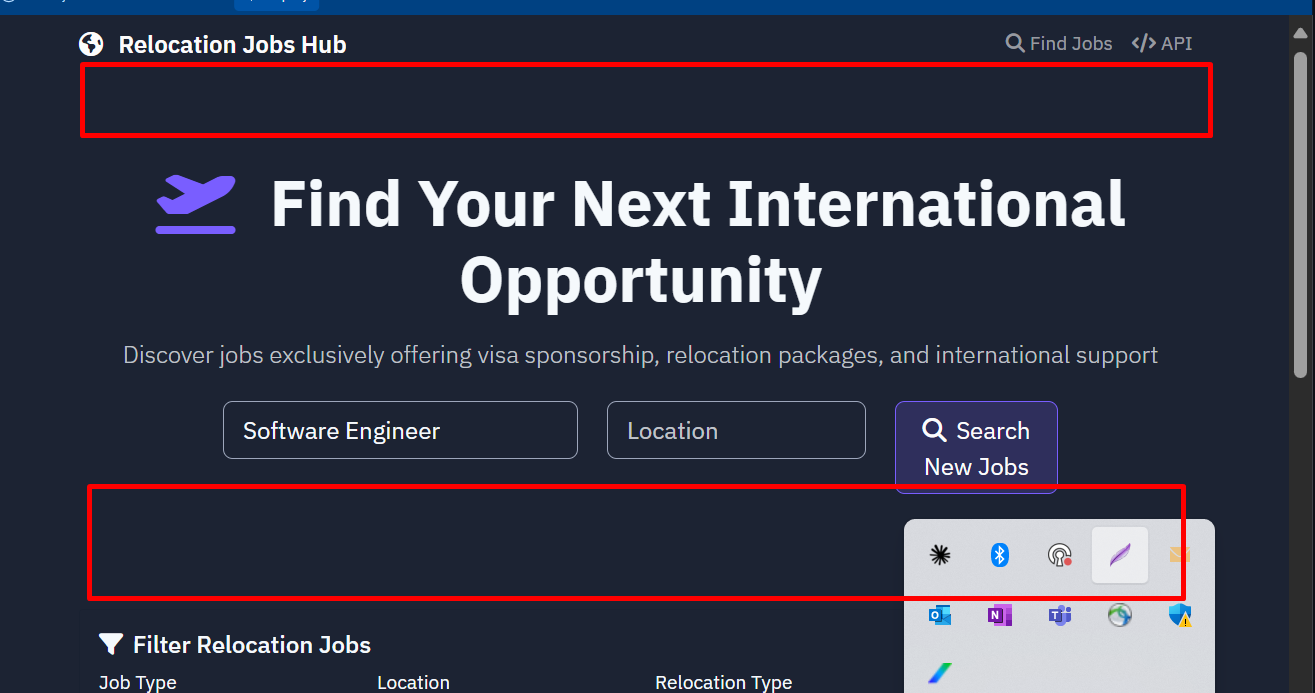 Relocation Jobs Hub
Find Jobs
</> API
Find Your Next International
Opportunity
Discover jobs exclusively offering visa sponsorship, relocation packages, and international support
Software Engineer
Location
Search
New Jobs
Filter Relocation Jobs
Job Type
Location
Relocation Type